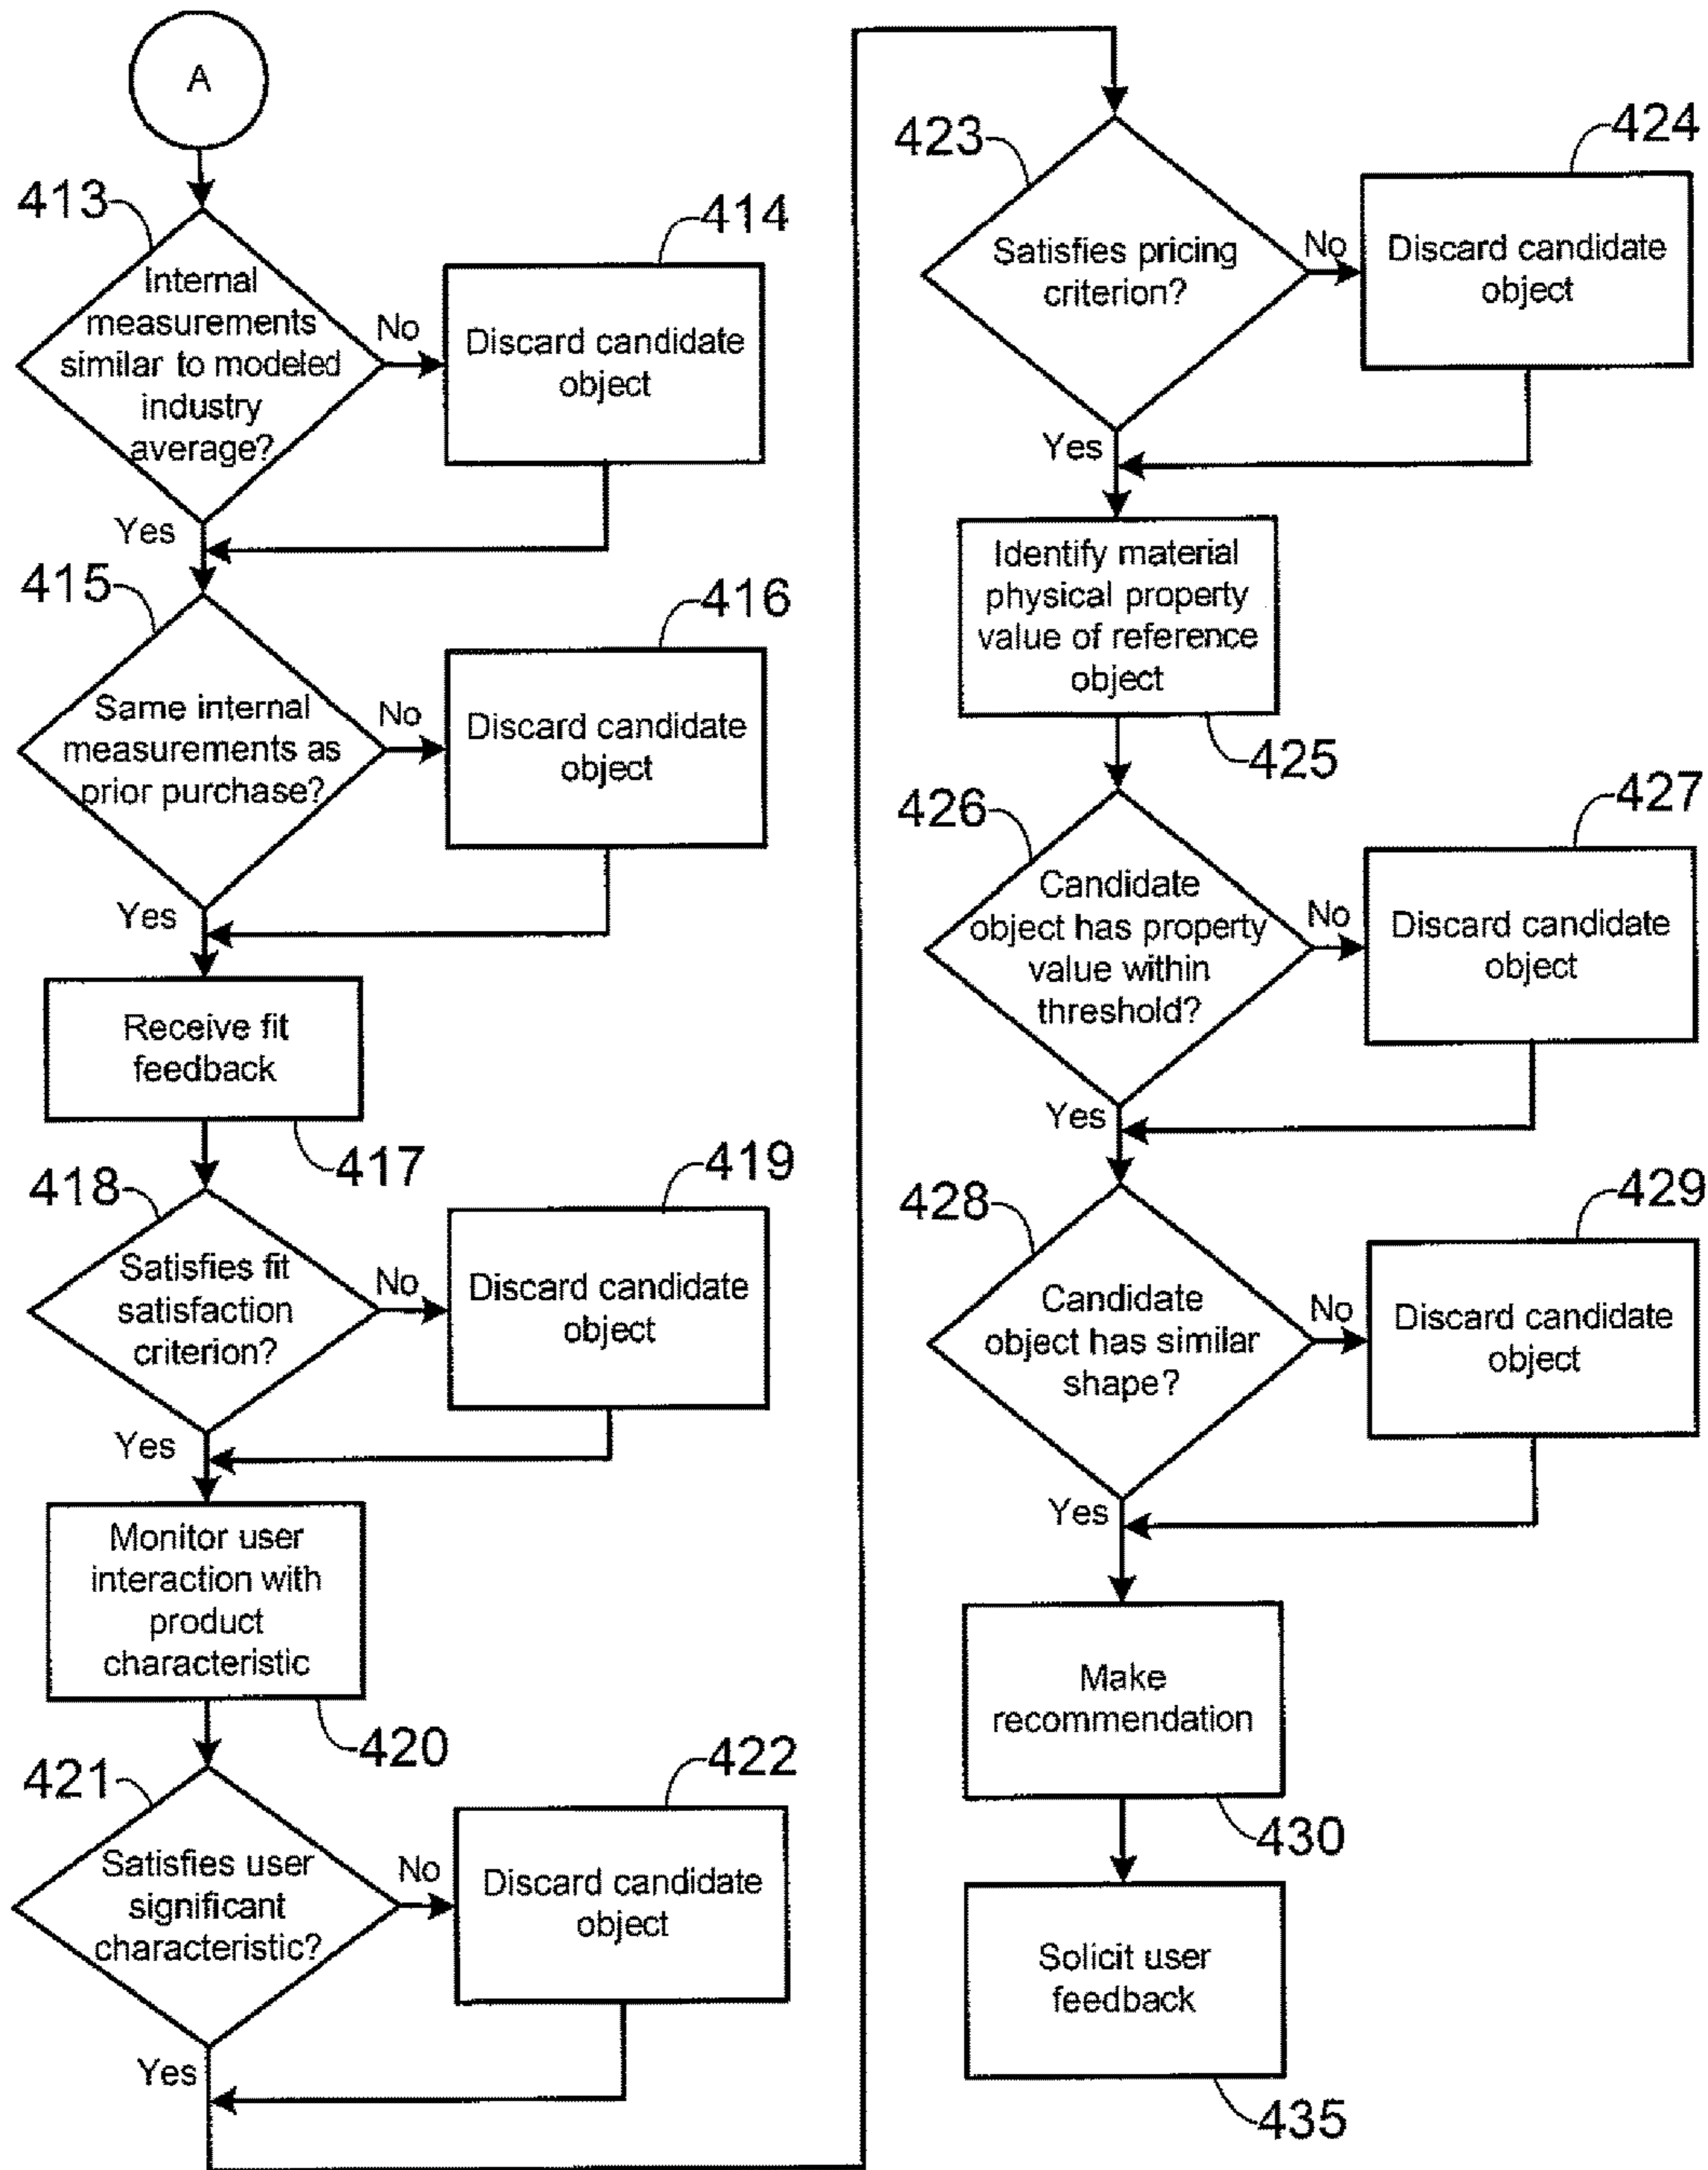 A
413
Internal
measurements
similar to modeled
industry
average?
No
414
Discard candidate
object
Yes
415
Same internal
measurements as
prior purchase?
No
416
Discard candidate
object
Yes
Receive fit
feedback
417
418
Satisfies fit
satisfaction
criterion?
No
419
Discard candidate
object
Yes
Monitor user
interaction with
product
characteristic
420
421
Satisfies user
significant
characteristic?
No
422
Discard candidate
object
Yes
423
Satisfies pricing
criterion?
No
424
Discard candidate
object
Yes
Identify material
physical property
value of reference
object
425
426
Candidate
object has property
value within
threshold?
No
427
Discard candidate
object
Yes
428
Candidate
object has similar
shape?
No
429
Discard candidate
object
Yes
Make
recommendation
430
Solicit user
feedback
435